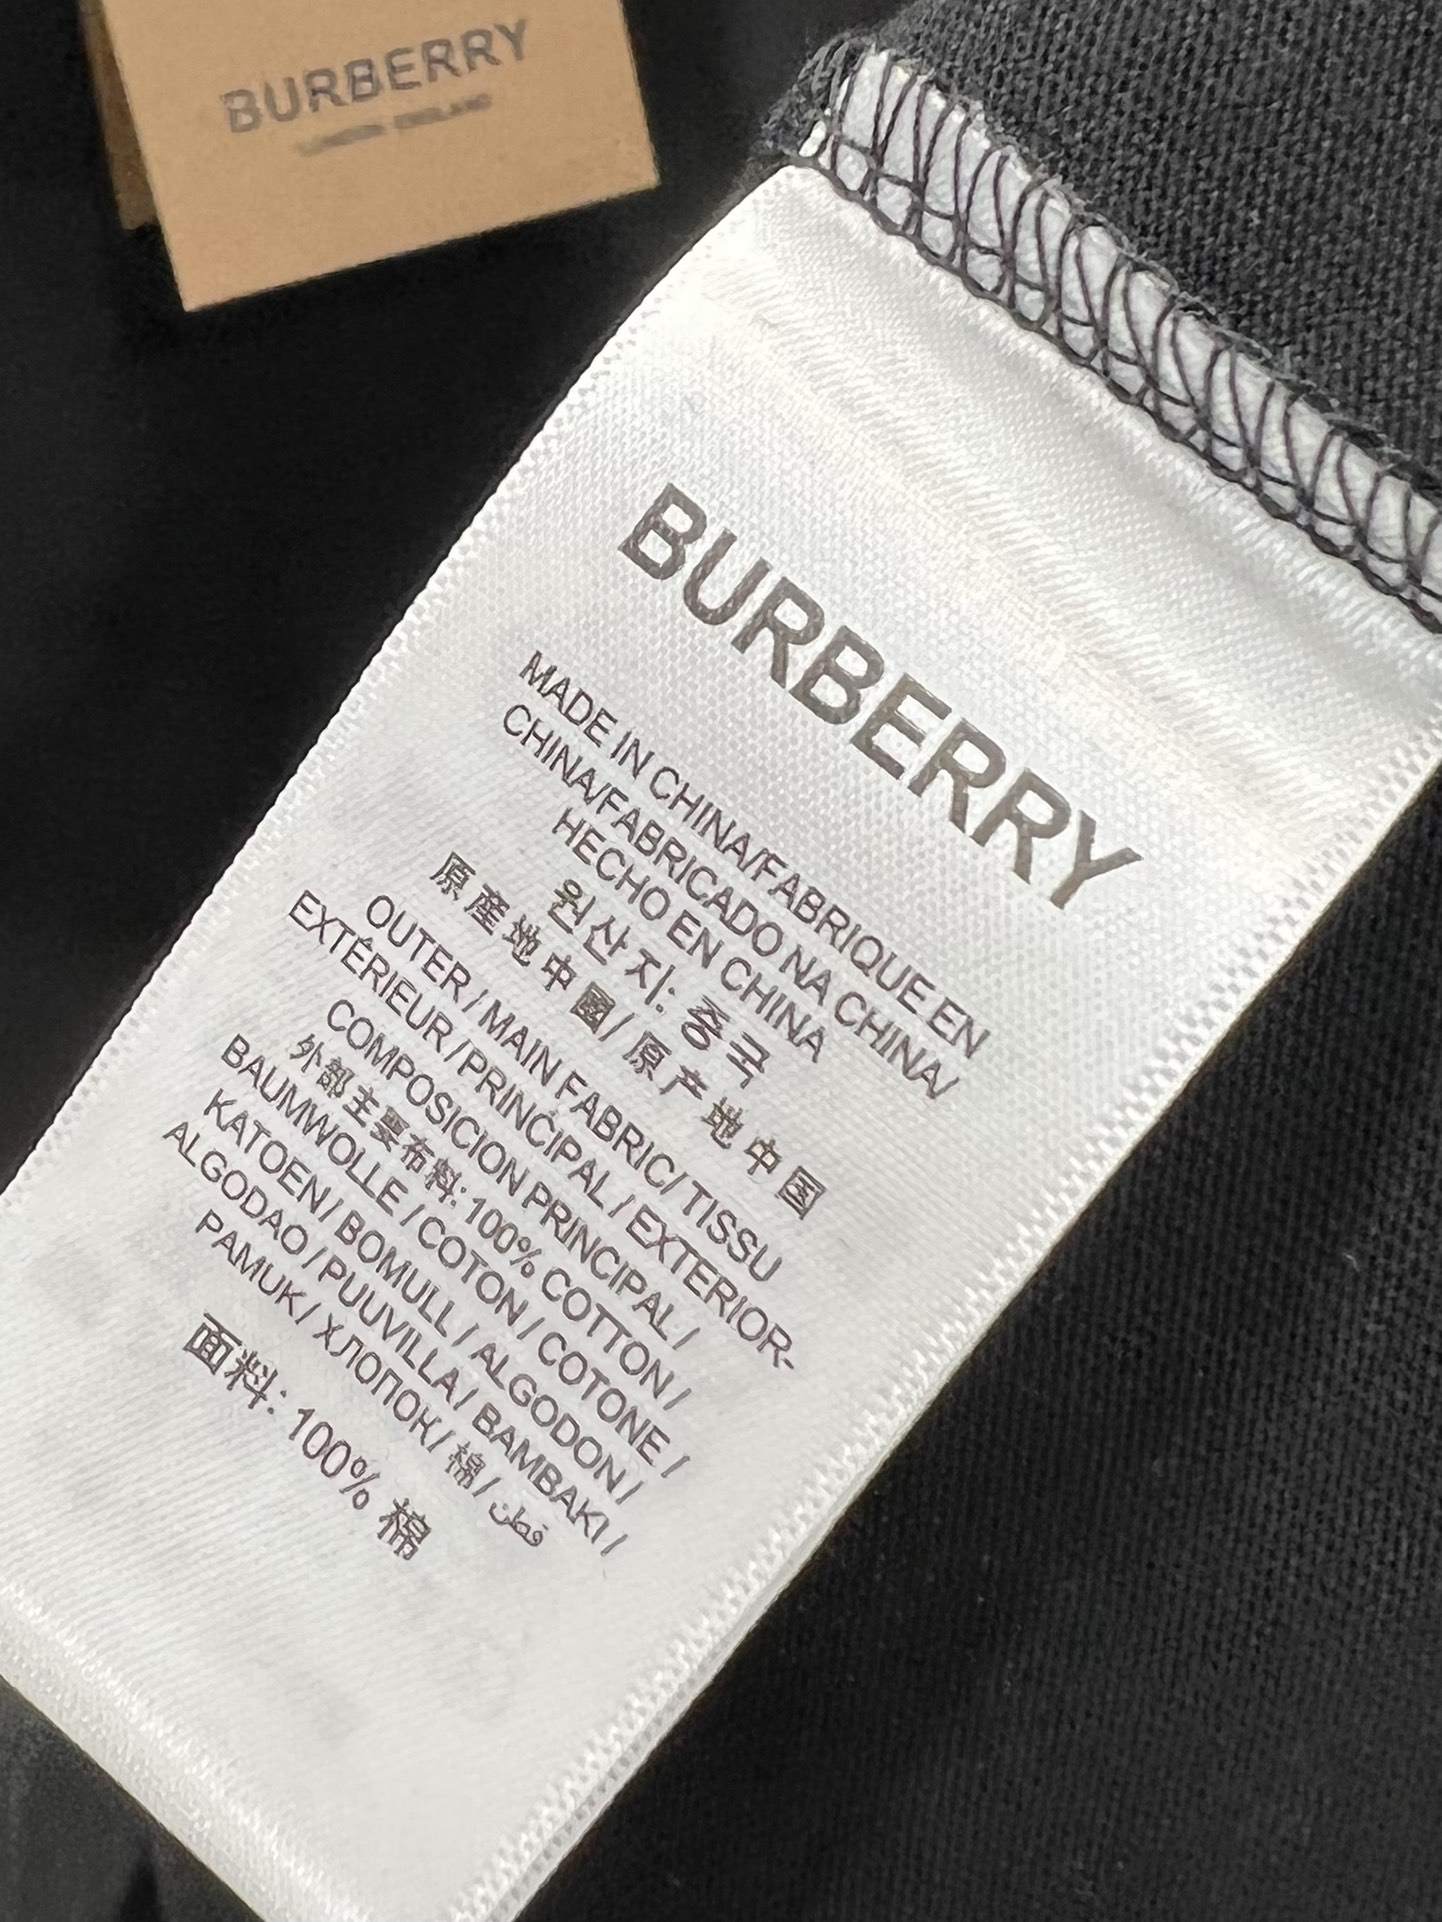 BURBERRY
LONDON ENGLAND
BURBERRY
MADE IN CHINA/FABRIQUE EN
CHINA/FABRICADO NA CHINA/
HECHO EN CHINA
원산지: 중국
原産地中國/原产地中国
OUTER / MAIN FABRIC/ TISSU
EXTÉRIEUR / PRINCIPAL / EXTERIOR-
COMPOSICION PRINCIPAL /
外部主要布料: 100% COTTON /
BAUMWOLLE / COTON / COTONE /
KATOEN / BOMULL / ALGODON /
ALGODAO / PUUVILLA / BAMBAKI /
PAMUK / ХЛОПОК / 棉 / قطن
面料: 100% 棉